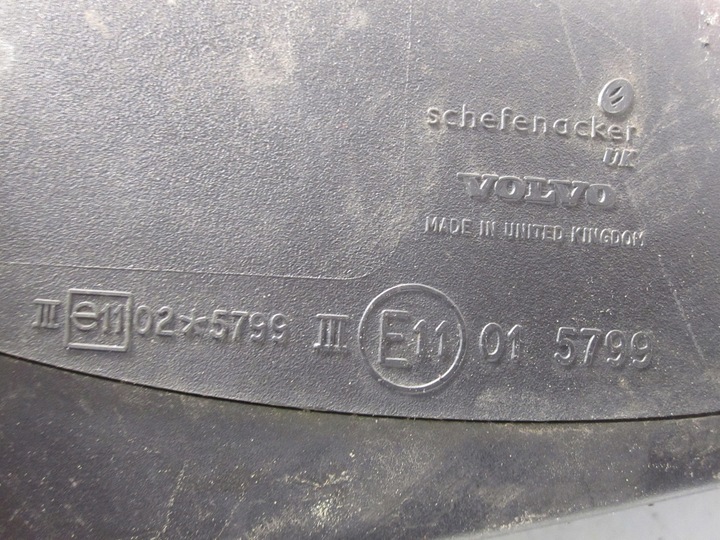 schefenacker
UK
VOLVO
MADE IN UNITED-KINGDOM
III e11 02*5799 III E11 01 5799